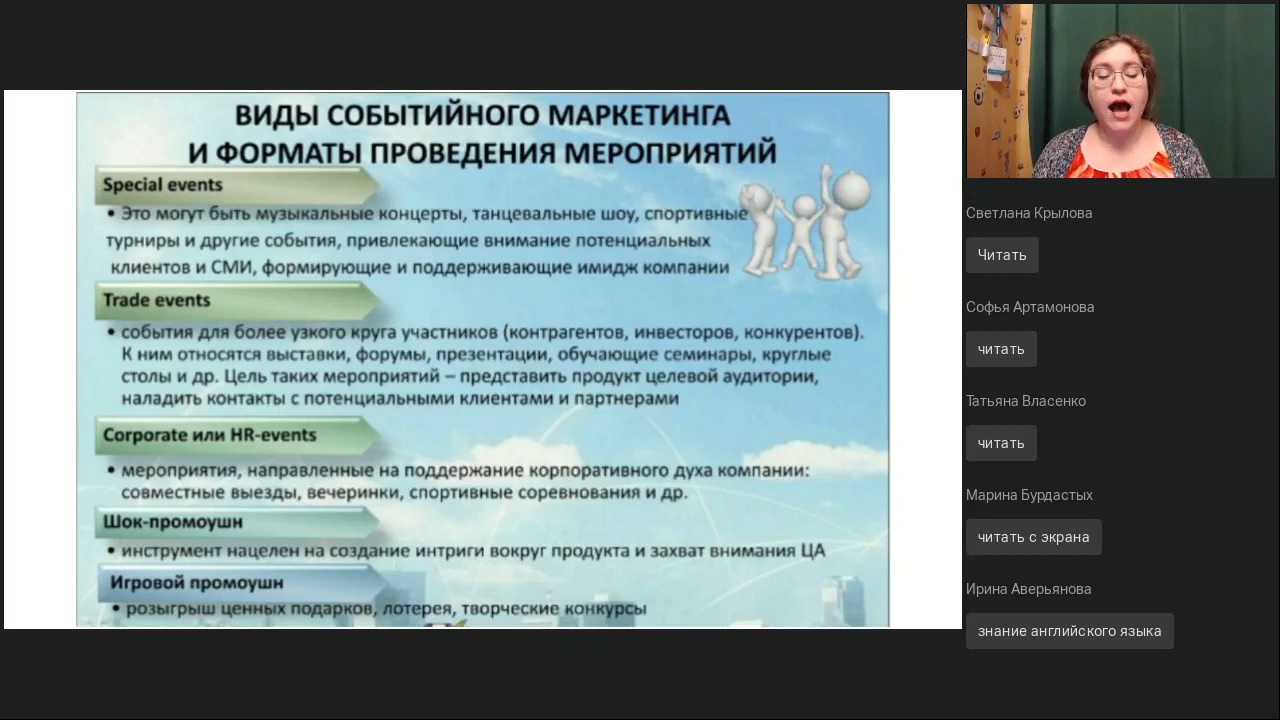 ВИДЫ СОБЫТИЙНОГО МАРКЕТИНГА
И ФОРМАТЫ ПРОВЕДЕНИЯ МЕРОПРИЯТИЙ
Special events
• Это могут быть музыкальные концерты, танцевальные шоу, спортивные
турниры и другие события, привлекающие внимание потенциальных
клиентов и СМИ, формирующие и поддерживающие имидж компании
Trade events
• события для более узкого круга участников (контрагентов, инвесторов, конкурентов).
К ним относятся выставки, форумы, презентации, обучающие семинары, круглые
столы и др. Цель таких мероприятий – представить продукт целевой аудитории,
наладить контакты с потенциальными клиентами и партнерами
Corporate или HR-events
• мероприятия, направленные на поддержание корпоративного духа компании:
совместные выезды, вечеринки, спортивные соревнования и др.
Шок-промоушн
• инструмент нацелен на создание интриги вокруг продукта и захват внимания ЦА
Игровой промоушн
• розыгрыш ценных подарков, лотерея, творческие конкурсы
Светлана Крылова
Читать
Софья Артамонова
читать
Татьяна Власенко
читать
Марина Бурдастых
читать с экрана
Ирина Аверьянова
знание английского языка